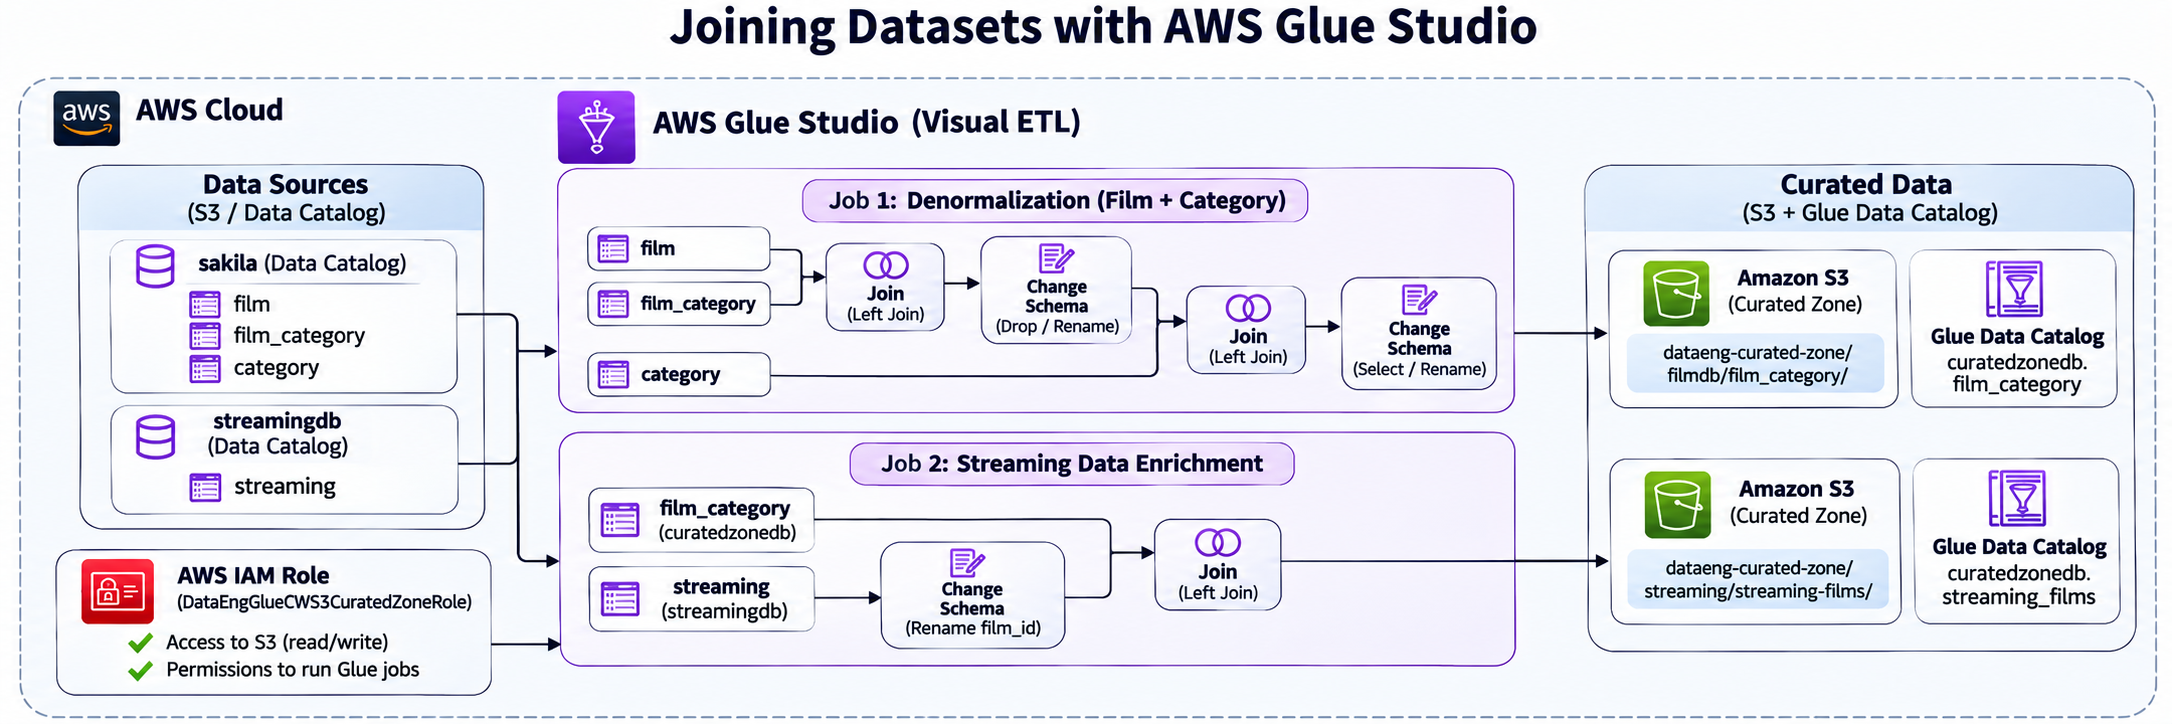 Joining Datasets with AWS Glue Studio
aws
AWS Cloud
Data Sources
(S3 / Data Catalog)
sakila (Data Catalog)
film
film_category
category
streamingdb
(Data Catalog)
streaming
AWS IAM Role
(DataEngGlueCWS3CuratedZoneRole)
Access to S3 (read/write)
Permissions to run Glue jobs
AWS Glue Studio (Visual ETL)
Job 1: Denormalization (Film + Category)
film
film_category
category
Join
(Left Join)
Change
Schema
(Drop / Rename)
Join
(Left Join)
Change
Schema
(Select / Rename)
Job 2: Streaming Data Enrichment
film_category
(curatedzonedb)
streaming
(streamingdb)
Change
Schema
(Rename film_id)
Join
(Left Join)
Curated Data
(S3 + Glue Data Catalog)
Amazon S3
(Curated Zone)
dataeng-curated-zone/
filmdb/film_category/
Glue Data Catalog
curatedzonedb.
film_category
Amazon S3
(Curated Zone)
dataeng-curated-zone/
streaming/streaming-films/
Glue Data Catalog
curatedzonedb.
streaming_films